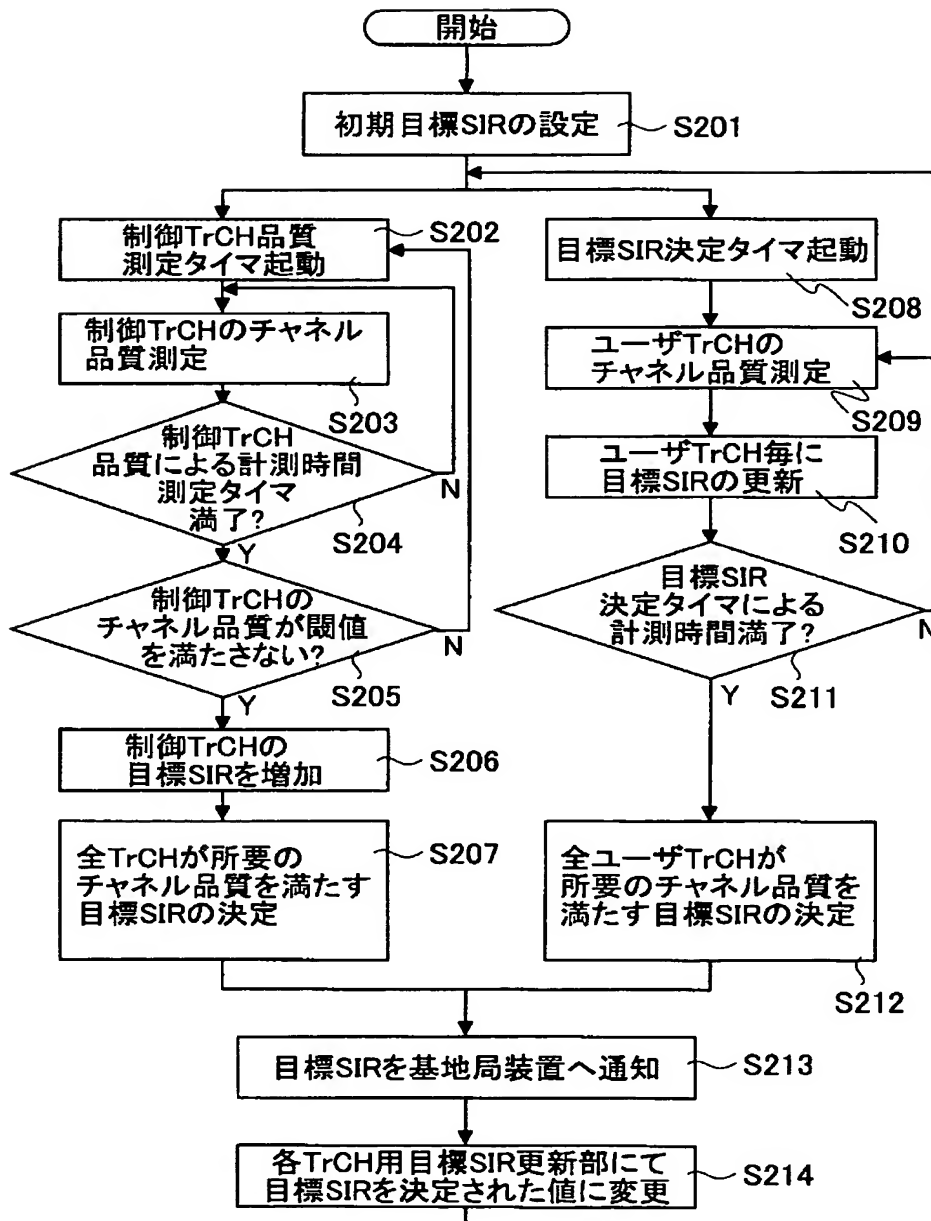 開始
初期目標SIRの設定
S201
制御TrCH品質
測定タイマ起動
S202
制御TrCHのチャネル
品質測定
S203
制御TrCH
品質による計測時間
測定タイマ
満了?
N
S204
Y
制御TrCHの
チャネル品質が閾値
を満たさない?
N
S205
Y
制御TrCHの
目標SIRを増加
S206
全TrCHが所要の
チャネル品質を満たす
目標SIRの決定
S207
目標SIR決定タイマ起動
S208
ユーザTrCHの
チャネル品質測定
S209
ユーザTrCH毎に
目標SIRの更新
S210
目標SIR
決定タイマによる
計測時間満了?
N
S211
Y
全ユーザTrCHが
所要のチャネル品質を
満たす目標SIRの決定
S212
目標SIRを基地局装置へ通知
S213
各TrCH用目標SIR更新部にて
目標SIRを決定された値に変更
S214